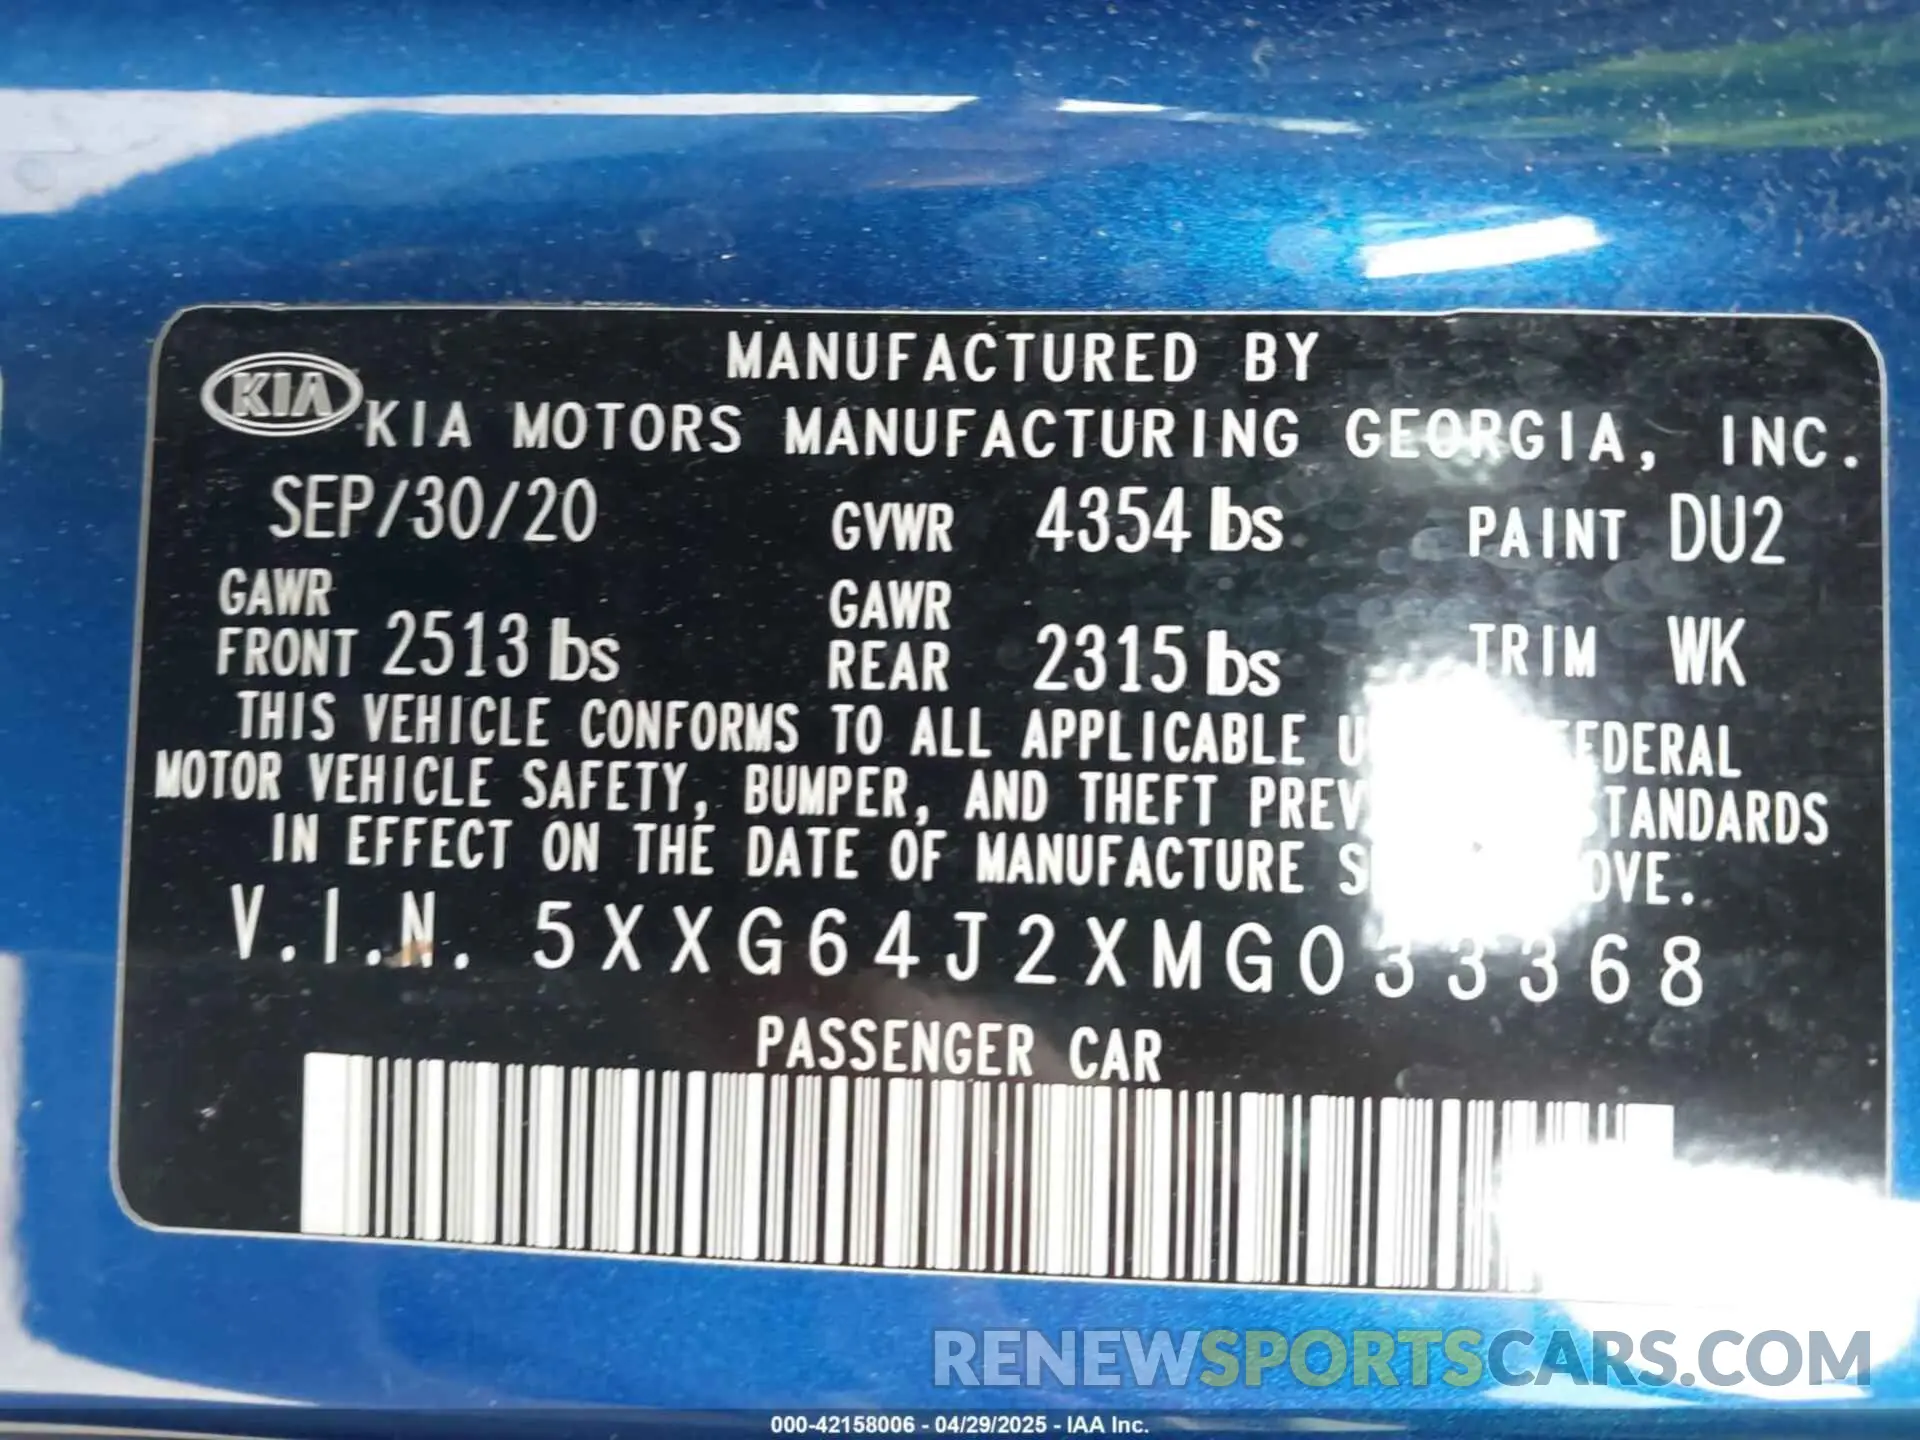 MANUFACTURED BY
KIA
KIA MOTORS MANUFACTURING GEORGIA, INC.
SEP/30/20 GVWR 4354 lbs PAINT DU2
GAWR FRONT 2513 lbs GAWR REAR 2315 lbs TRIM WK
THIS VEHICLE CONFORMS TO ALL APPLICABLE
MOTOR VEHICLE SAFETY, BUMPER, AND THEFT STANDARDS
IN EFFECT ON THE DATE OF MANUFACTURE
V.I.N. 5XXG64J2XMG033368
PASSENGER CAR
RENEWSPORTSCARS.COM
000-42158006 - 04/29/2025 - IAA Inc.